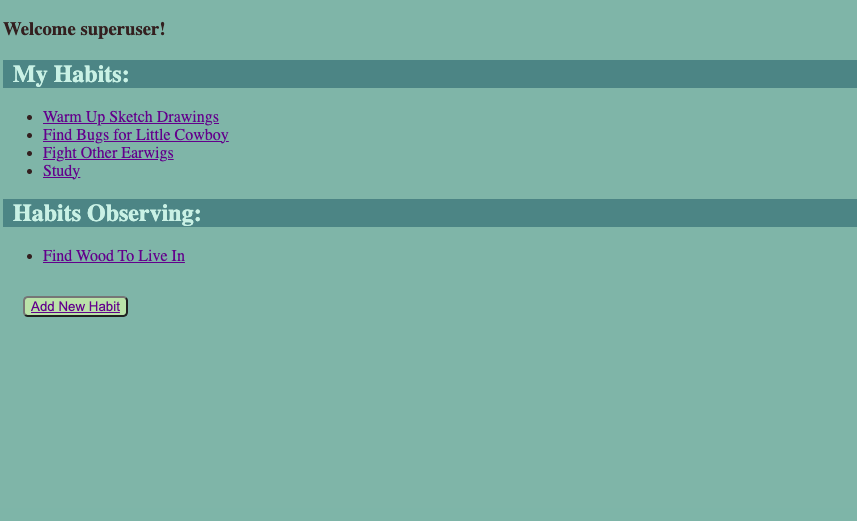 Welcome superuser!
My Habits:
Warm Up Sketch Drawings
Find Bugs for Little Cowboy
Fight Other Earwigs
Study
Habits Observing:
Find Wood To Live In
Add New Habit